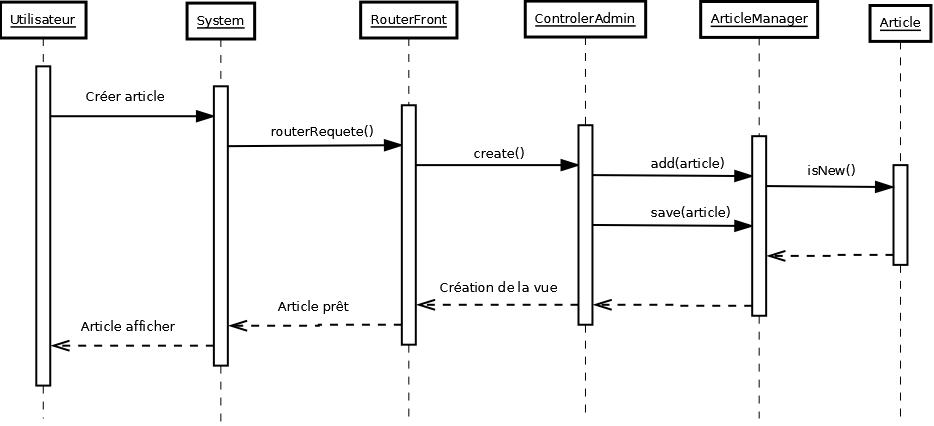 Utilisateur
System
RouterFront
ControlerAdmin
ArticleManager
Article
Créer article
routerRequete()
create()
add(article)
isNew()
save(article)
Création de la vue
Article prêt
Article afficher